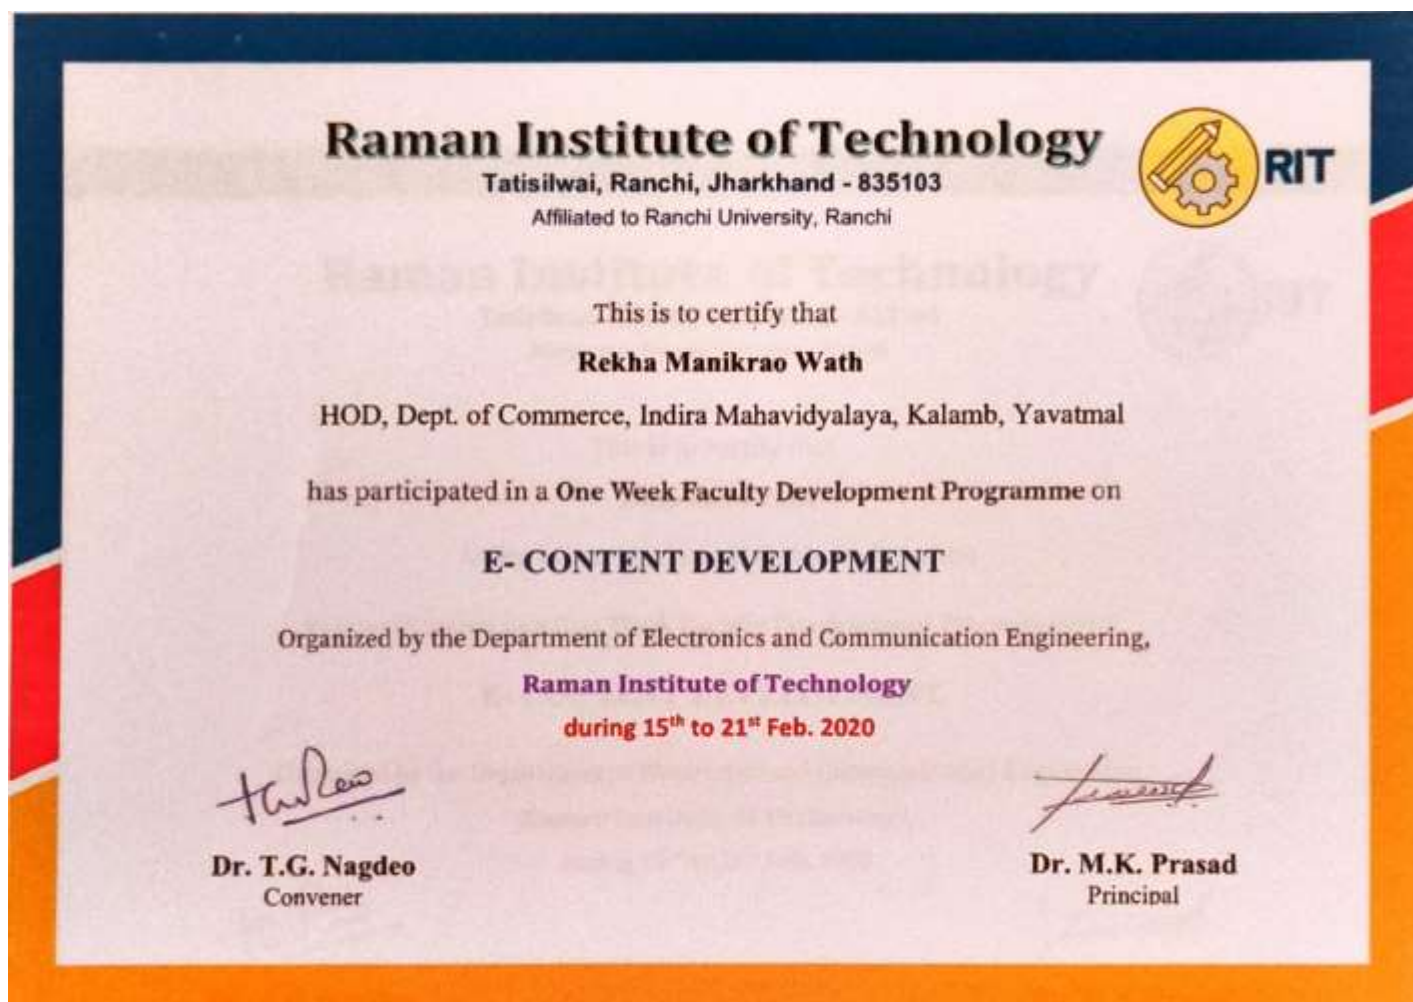 Raman Institute of Technology
RIT
Tatisilwai, Ranchi, Jharkhand - 835103
Affiliated to Ranchi University, Ranchi
This is to certify that
Rekha Manikrao Wath
HOD, Dept. of Commerce, Indira Mahavidyalaya, Kalamb, Yavatmal
has participated in a One Week Faculty Development Programme on
E- CONTENT DEVELOPMENT
Organized by the Department of Electronics and Communication Engineering,
Raman Institute of Technology
during 15th to 21st Feb. 2020
Dr. T.G. Nagdeo
Convener
Dr. M.K. Prasad
Principal